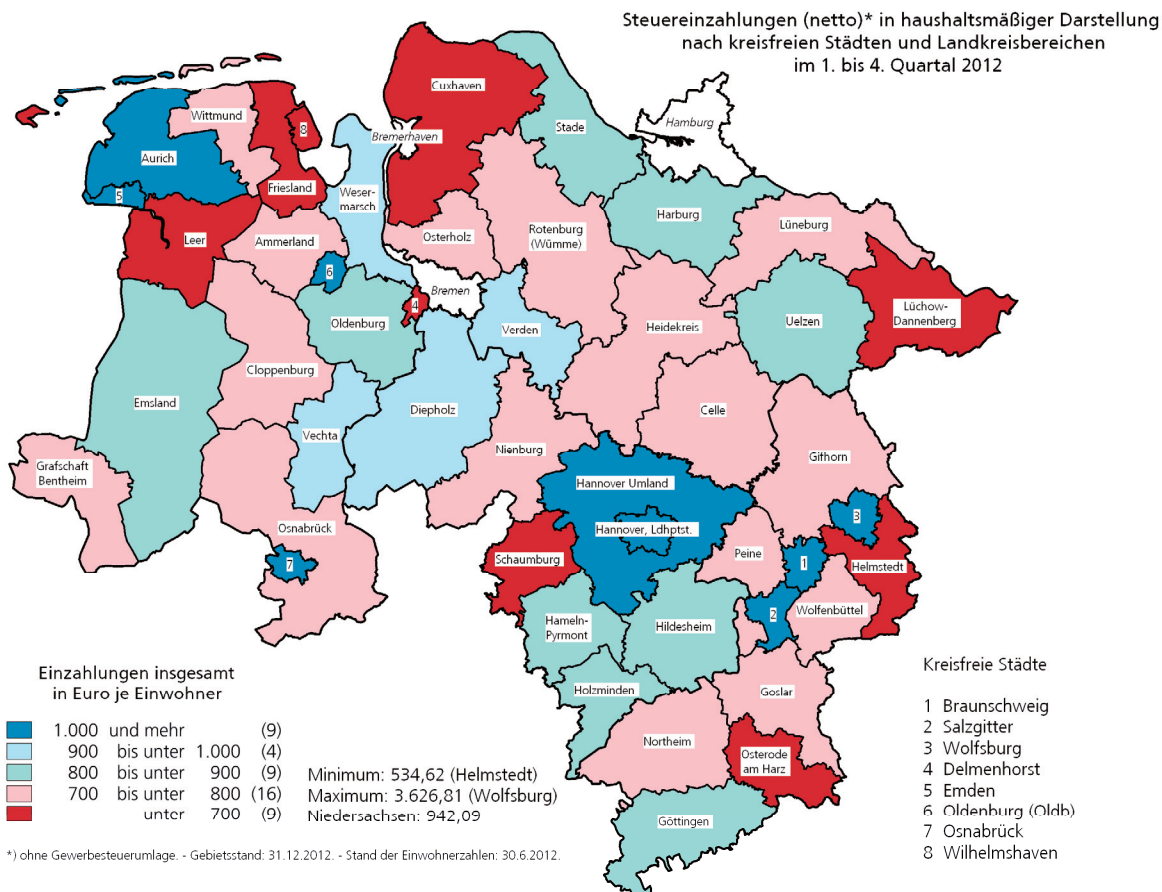 Steuereinzahlungen (netto)* in haushaltsmäßiger Darstellung
nach kreisfreien Städten und Landkreisbereichen
im 1. bis 4. Quartal 2012
Cuxhaven
Wittmund
8
Bremerhaven
Hamburg
Stade
Aurich
5
Friesland
Weser-
marsch
Harburg
Leer
Ammerland
Osterholz
Rotenburg
(Wümme)
Lüneburg
6
Bremen
4
Oldenburg
Verden
Heidekreis
Uelzen
Lüchow-
Dannenberg
Cloppenburg
Emsland
Diepholz
Celle
Vechta
Nienburg
Gifhorn
Grafschaft
Bentheim
Hannover Umland
3
Osnabrück
Hannover, Ldhptst.
7
Schaumburg
Peine
1
Helmstedt
2
Wolfenbüttel
Hameln-
Pyrmont
Hildesheim
Holzminden
Goslar
Northeim
Osterode
am Harz
Göttingen
Einzahlungen insgesamt
in Euro je Einwohner
1.000 und mehr (9)
900 bis unter 1.000 (4)
800 bis unter 900 (9)
700 bis unter 800 (16)
unter 700 (9)
Minimum: 534,62 (Helmstedt)
Maximum: 3.626,81 (Wolfsburg)
Niedersachsen: 942,09
*) ohne Gewerbesteuerumlage. - Gebietsstand: 31.12.2012. - Stand der Einwohnerzahlen: 30.6.2012.
Kreisfreie Städte
1 Braunschweig
2 Salzgitter
3 Wolfsburg
4 Delmenhorst
5 Emden
6 Oldenburg (Oldb)
7 Osnabrück
8 Wilhelmshaven